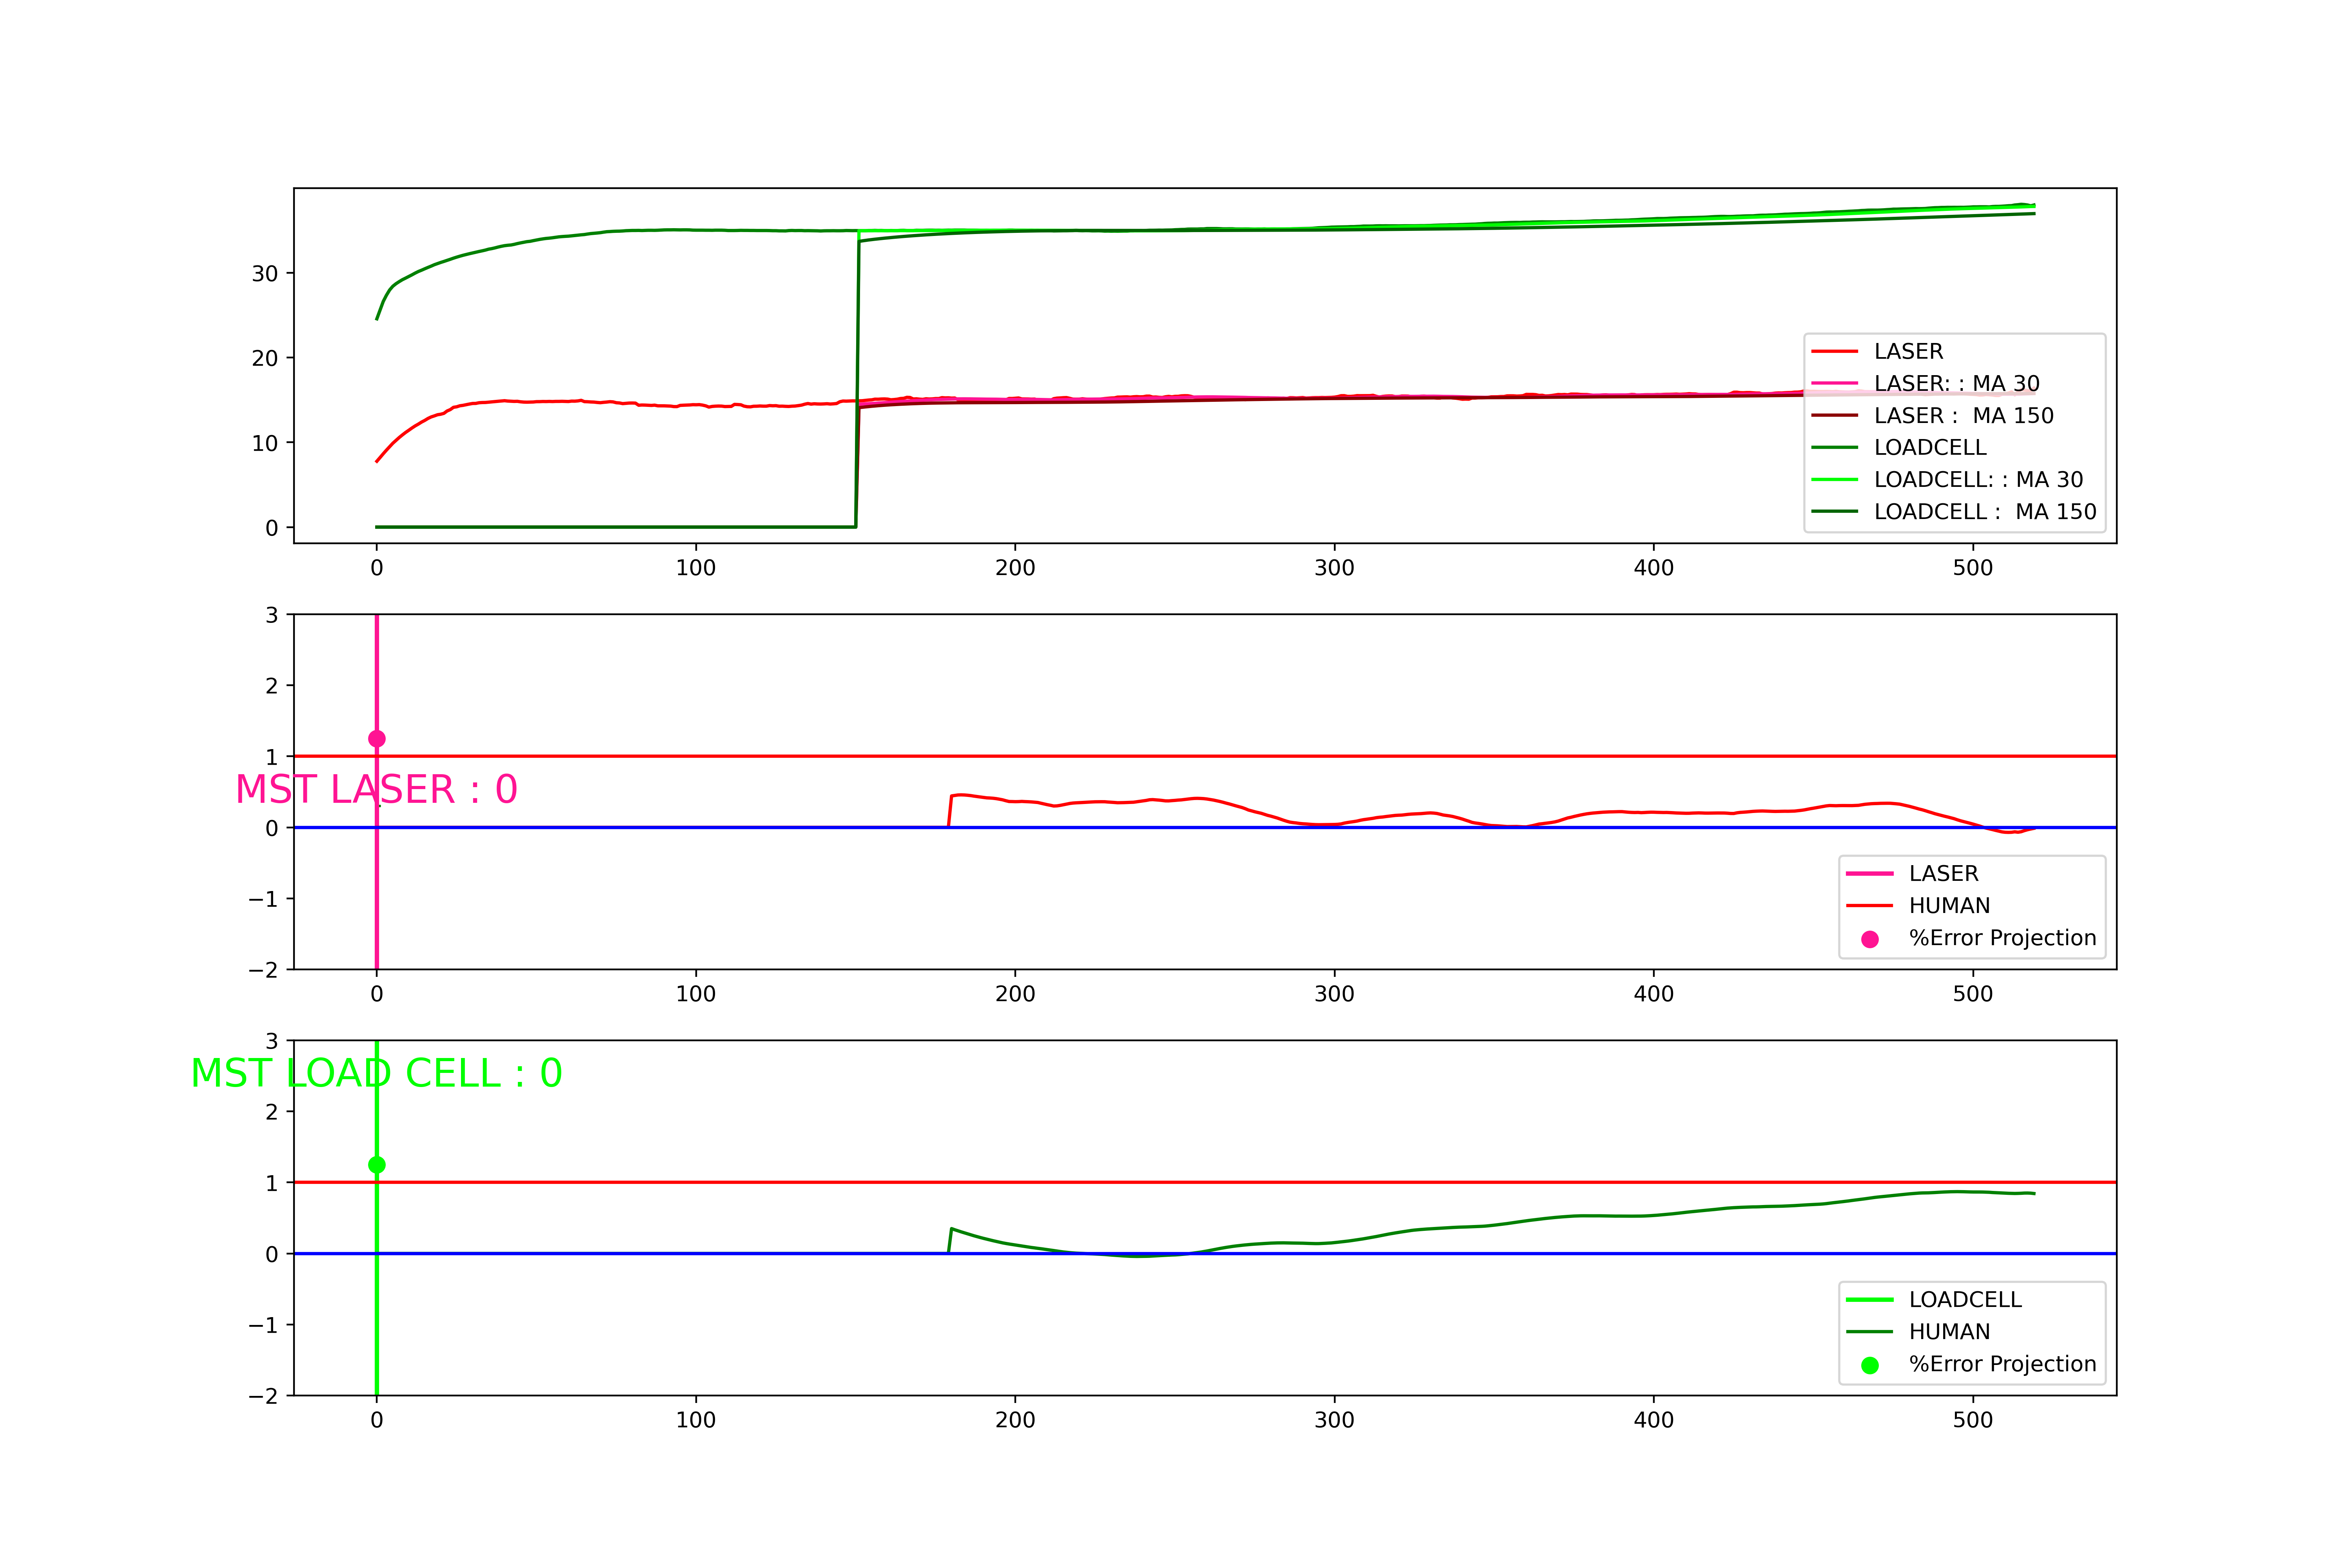 30
20
10
0
LASER
LASER: : MA 30
LASER :  MA 150
LOADCELL
LOADCELL: : MA 30
LOADCELL :  MA 150
0 100 200 300 400 500
3
2
1
MST LASER : 0
0
−1
−2
LASER
HUMAN
%Error Projection
0 100 200 300 400 500
3
MST LOAD CELL : 0
2
1
0
−1
−2
LOADCELL
HUMAN
%Error Projection
0 100 200 300 400 500